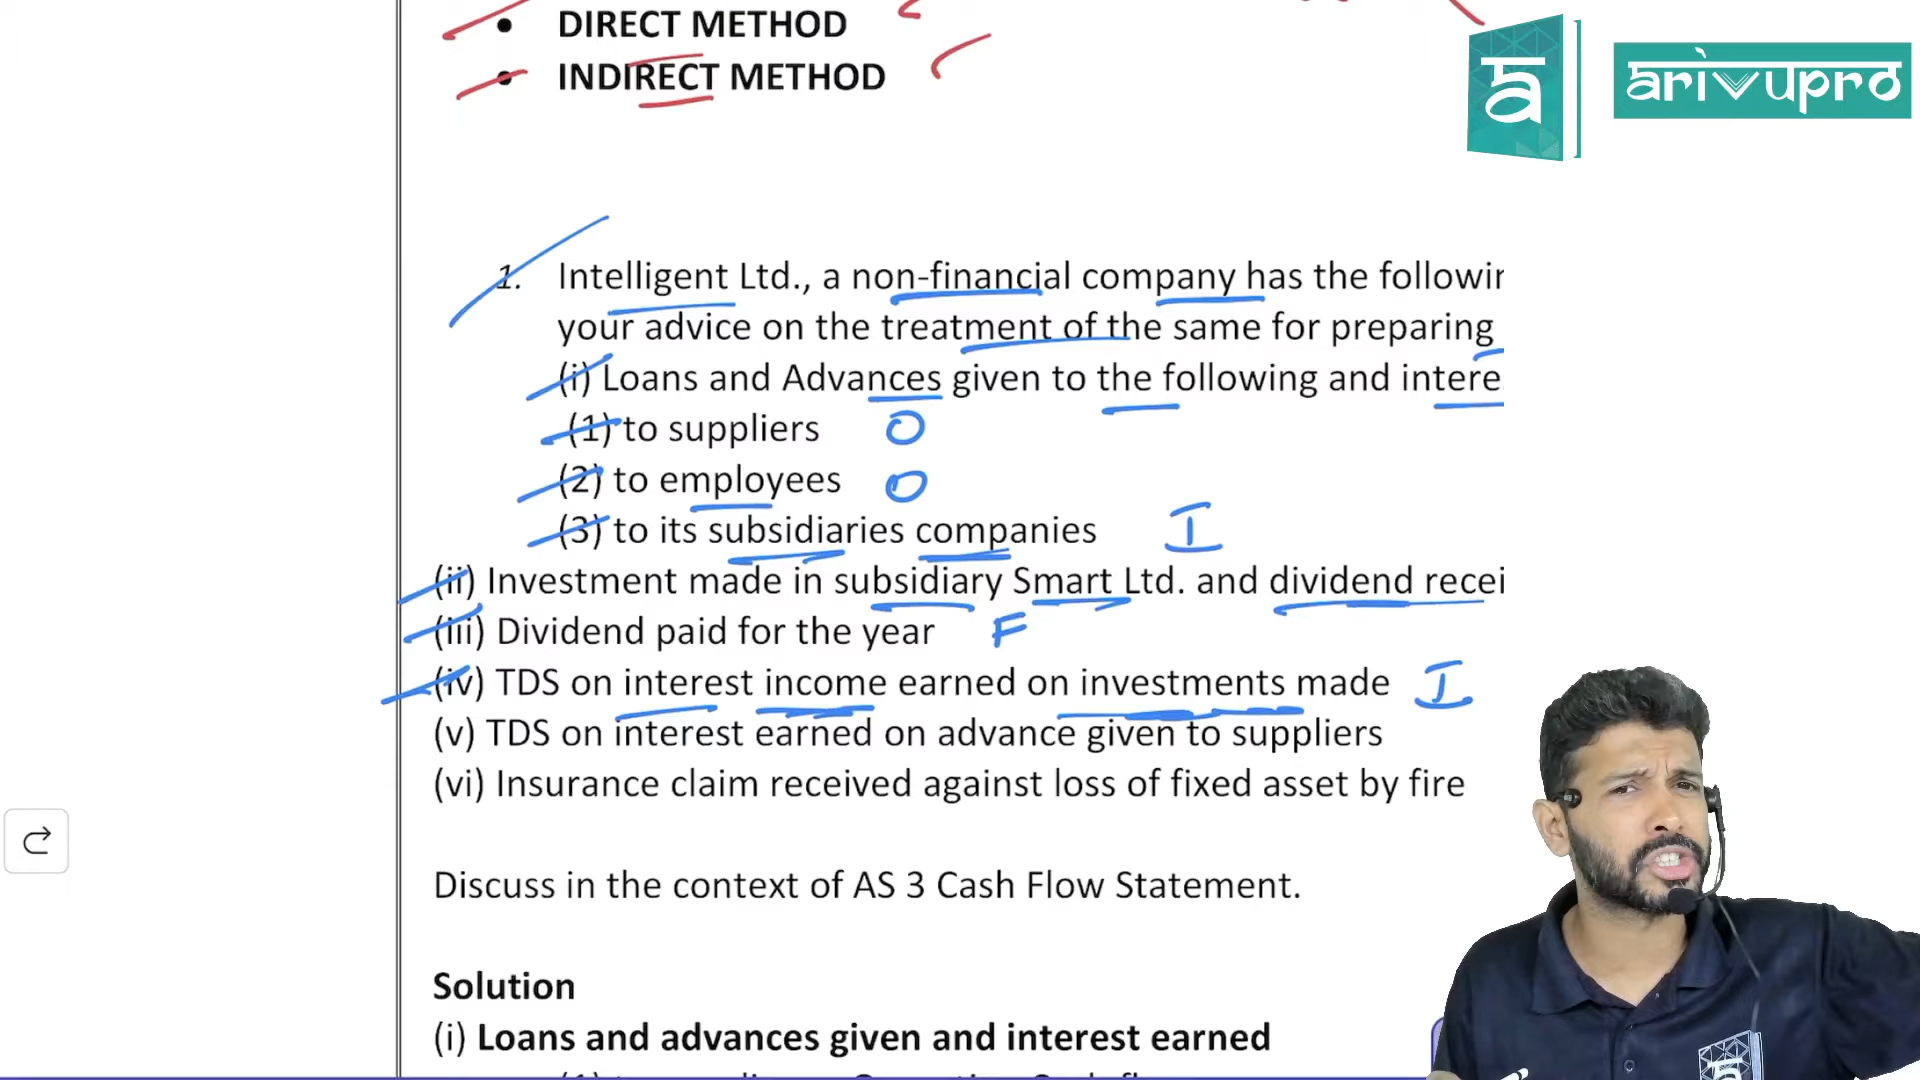 • DIRECT METHOD
• INDIRECT METHOD
arivupro
1. Intelligent Ltd., a non-financial company has the followin
your advice on the treatment of the same for preparing
(i) Loans and Advances given to the following and intere
(1) to suppliers O
(2) to employees O
(3) to its subsidiaries companies I
(ii) Investment made in subsidiary Smart Ltd. and dividend recei
(iii) Dividend paid for the year F
(iv) TDS on interest income earned on investments made I
(v) TDS on interest earned on advance given to suppliers
(vi) Insurance claim received against loss of fixed asset by fire
Discuss in the context of AS 3 Cash Flow Statement.
Solution
(i) Loans and advances given and interest earned